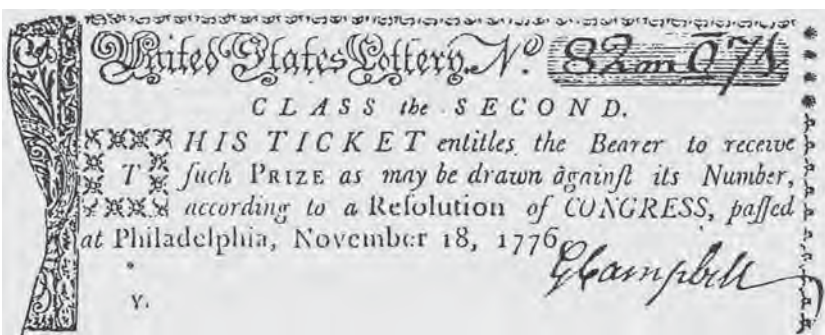 United States Lottery. Nº. 82
CLASS the SECOND.
THIS TICKET entitles the Bearer to receive
ſuch PRIZE as may be drawn againſt its Number,
according to a Reſolution of CONGRESS, paſſed
at Philadelphia, November 18, 1776.
G Campbell
Y.